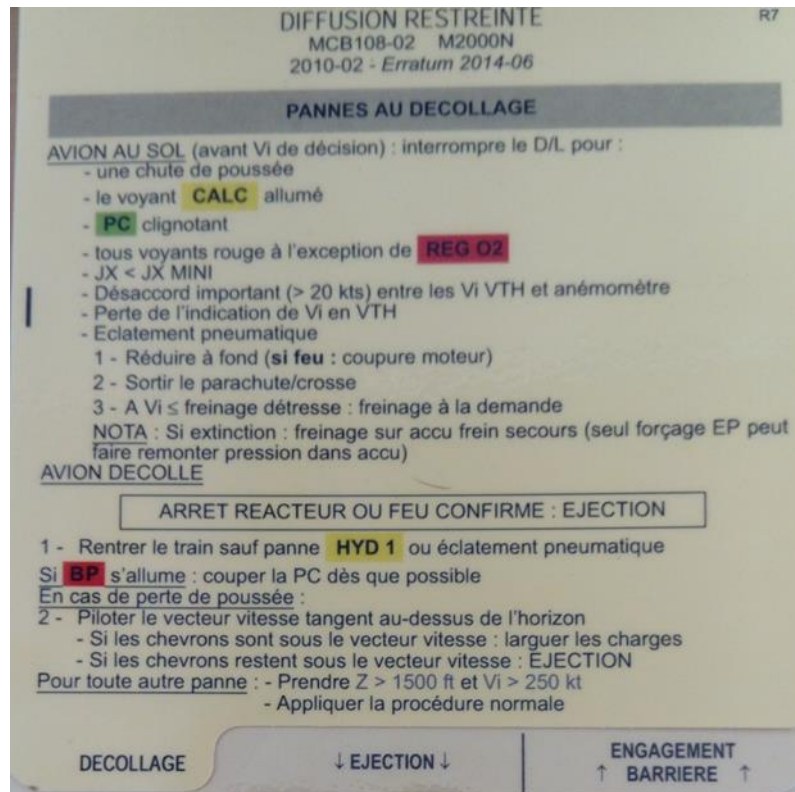 DIFFUSION RESTREINTE
R7
MCB108-02 M2000N
2010-02 - Erratum 2014-06
PANNES AU DECOLLAGE
AVION AU SOL (avant Vi de décision) : interrompre le D/L pour :
- une chute de poussée
- le voyant CALC allumé
- PC clignotant
- tous voyants rouge à l'exception de REG O2
- JX < JX MINI
- Désaccord important (> 20 kts) entre les Vi VTH et anémomètre
- Perte de l'indication de Vi en VTH
- Eclatement pneumatique
1 - Réduire à fond (si feu : coupure moteur)
2 - Sortir le parachute/crosse
3 - A Vi ≤ freinage détresse : freinage à la demande
NOTA : Si extinction : freinage sur accu frein secours (seul forçage EP peut
faire remonter pression dans accu)
AVION DECOLLE
ARRET REACTEUR OU FEU CONFIRME : EJECTION
1 - Rentrer le train sauf panne HYD 1 ou éclatement pneumatique
Si BP s'allume : couper la PC dès que possible
En cas de perte de poussée :
2 - Piloter le vecteur vitesse tangent au-dessus de l'horizon
- Si les chevrons sont sous le vecteur vitesse : larguer les charges
- Si les chevrons restent sous le vecteur vitesse : EJECTION
Pour toute autre panne : - Prendre Z > 1500 ft et Vi > 250 kt
- Appliquer la procédure normale
DECOLLAGE
↓ EJECTION ↓
ENGAGEMENT
↑ BARRIERE ↑